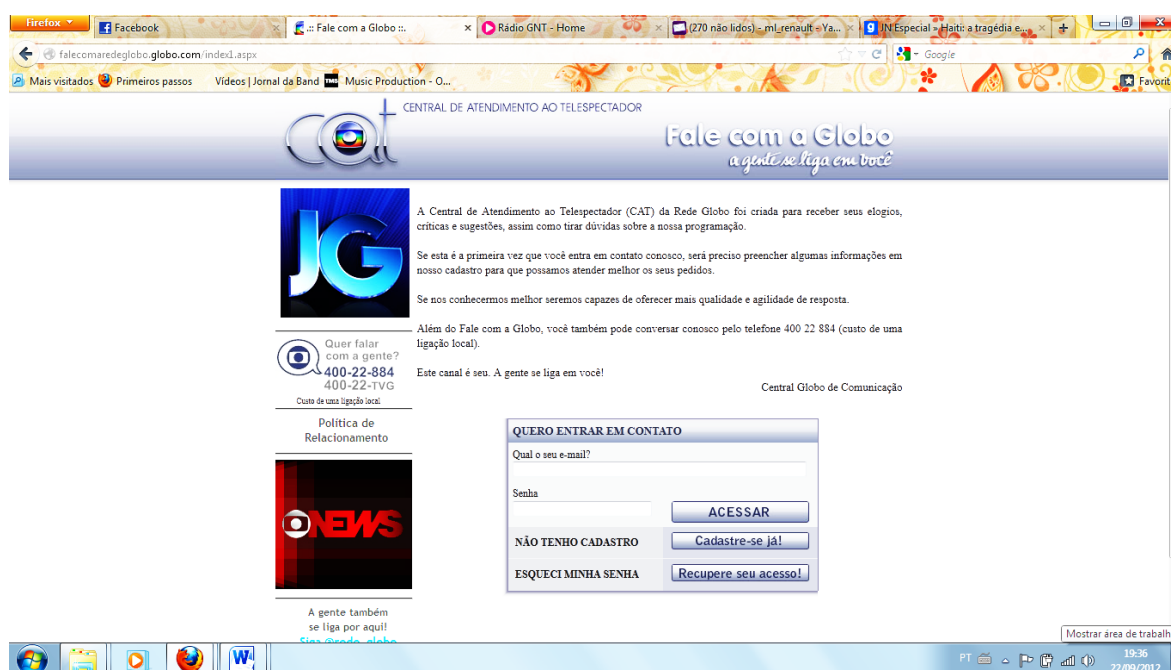 Firefox
Facebook
.:: Fale com a Globo ::.
Rádio GNT - Home
(270 não lidos) - ml_renault - Ya...
JN Especial » Haiti: a tragédia e...
falecomaredeglobo.globo.com/index1.aspx
Google
Mais visitados Primeiros passos Vídeos | Jornal da Band Music Production - O...
Favorit
cat
CENTRAL DE ATENDIMENTO AO TELESPECTADOR
Fale com a Globo
a gente se liga em você
JG
A Central de Atendimento ao Telespectador (CAT) da Rede Globo foi criada para receber seus elogios,
críticas e sugestões, assim como tirar dúvidas sobre a nossa programação.
Se esta é a primeira vez que você entra em contato conosco, será preciso preencher algumas informações em
nosso cadastro para que possamos atender melhor os seus pedidos.
Se nos conhecermos melhor seremos capazes de oferecer mais qualidade e agilidade de resposta.
Além do Fale com a Globo, você também pode conversar conosco pelo telefone 400 22 884 (custo de uma
ligação local).
Este canal é seu. A gente se liga em você!
Central Globo de Comunicação
Quer falar
com a gente?
400-22-884
400-22-TVG
Custo de uma ligação local
Política de
Relacionamento
NEWS
A gente também
se liga por aqui!
Siga @rede_globo
QUERO ENTRAR EM CONTATO
Qual o seu e-mail?
Senha
ACESSAR
NÃO TENHO CADASTRO
Cadastre-se já!
ESQUECI MINHA SENHA
Recupere seu acesso!
Mostrar área de trabalh
PT
19:36
22/09/2011